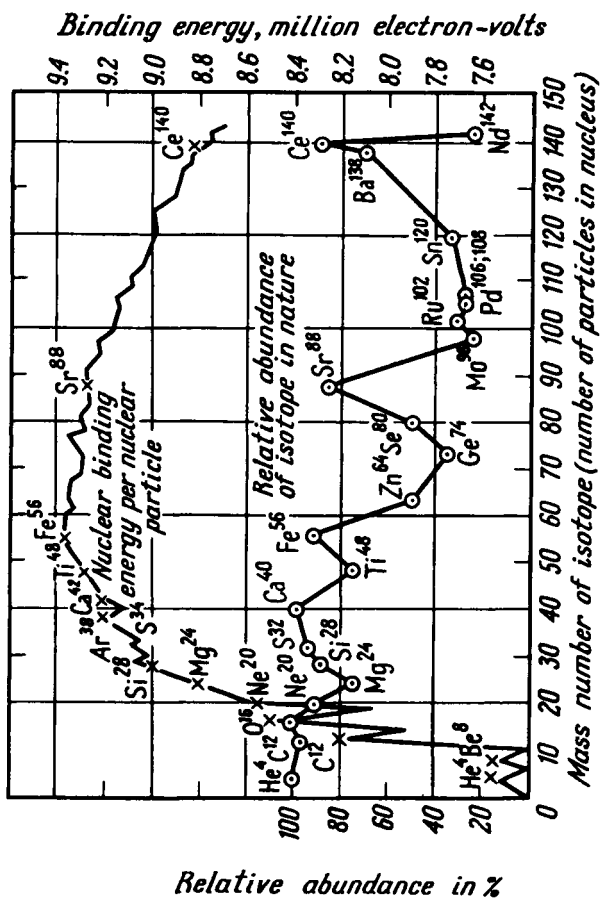 Binding energy, million electron-volts
9.4
9.2
9.0
8.8
8.6
8.4
8.2
8.0
7.8
7.6
Ce140
Sr88
Fe56
Ti48
Ca42
Ar38
S34
Si28
Mg24
Ne20
O16
C12
He4
Be8
Nuclear binding
energy per nuclear
particle
Relative abundance
of isotope in nature
He4
C12
Ne20
Mg24
Si28
S32
Ca40
Ti48
Fe56
Zn64
Ge74
Se80
Sr88
Mo98
Ru102
Pd106;108
Sn120
Ba138
Ce140
Nd142
0
10
20
30
40
50
60
70
80
90
100
110
120
130
140
150
Mass number of isotope (number of particles in nucleus)
100
80
60
40
20
Relative abundance in %